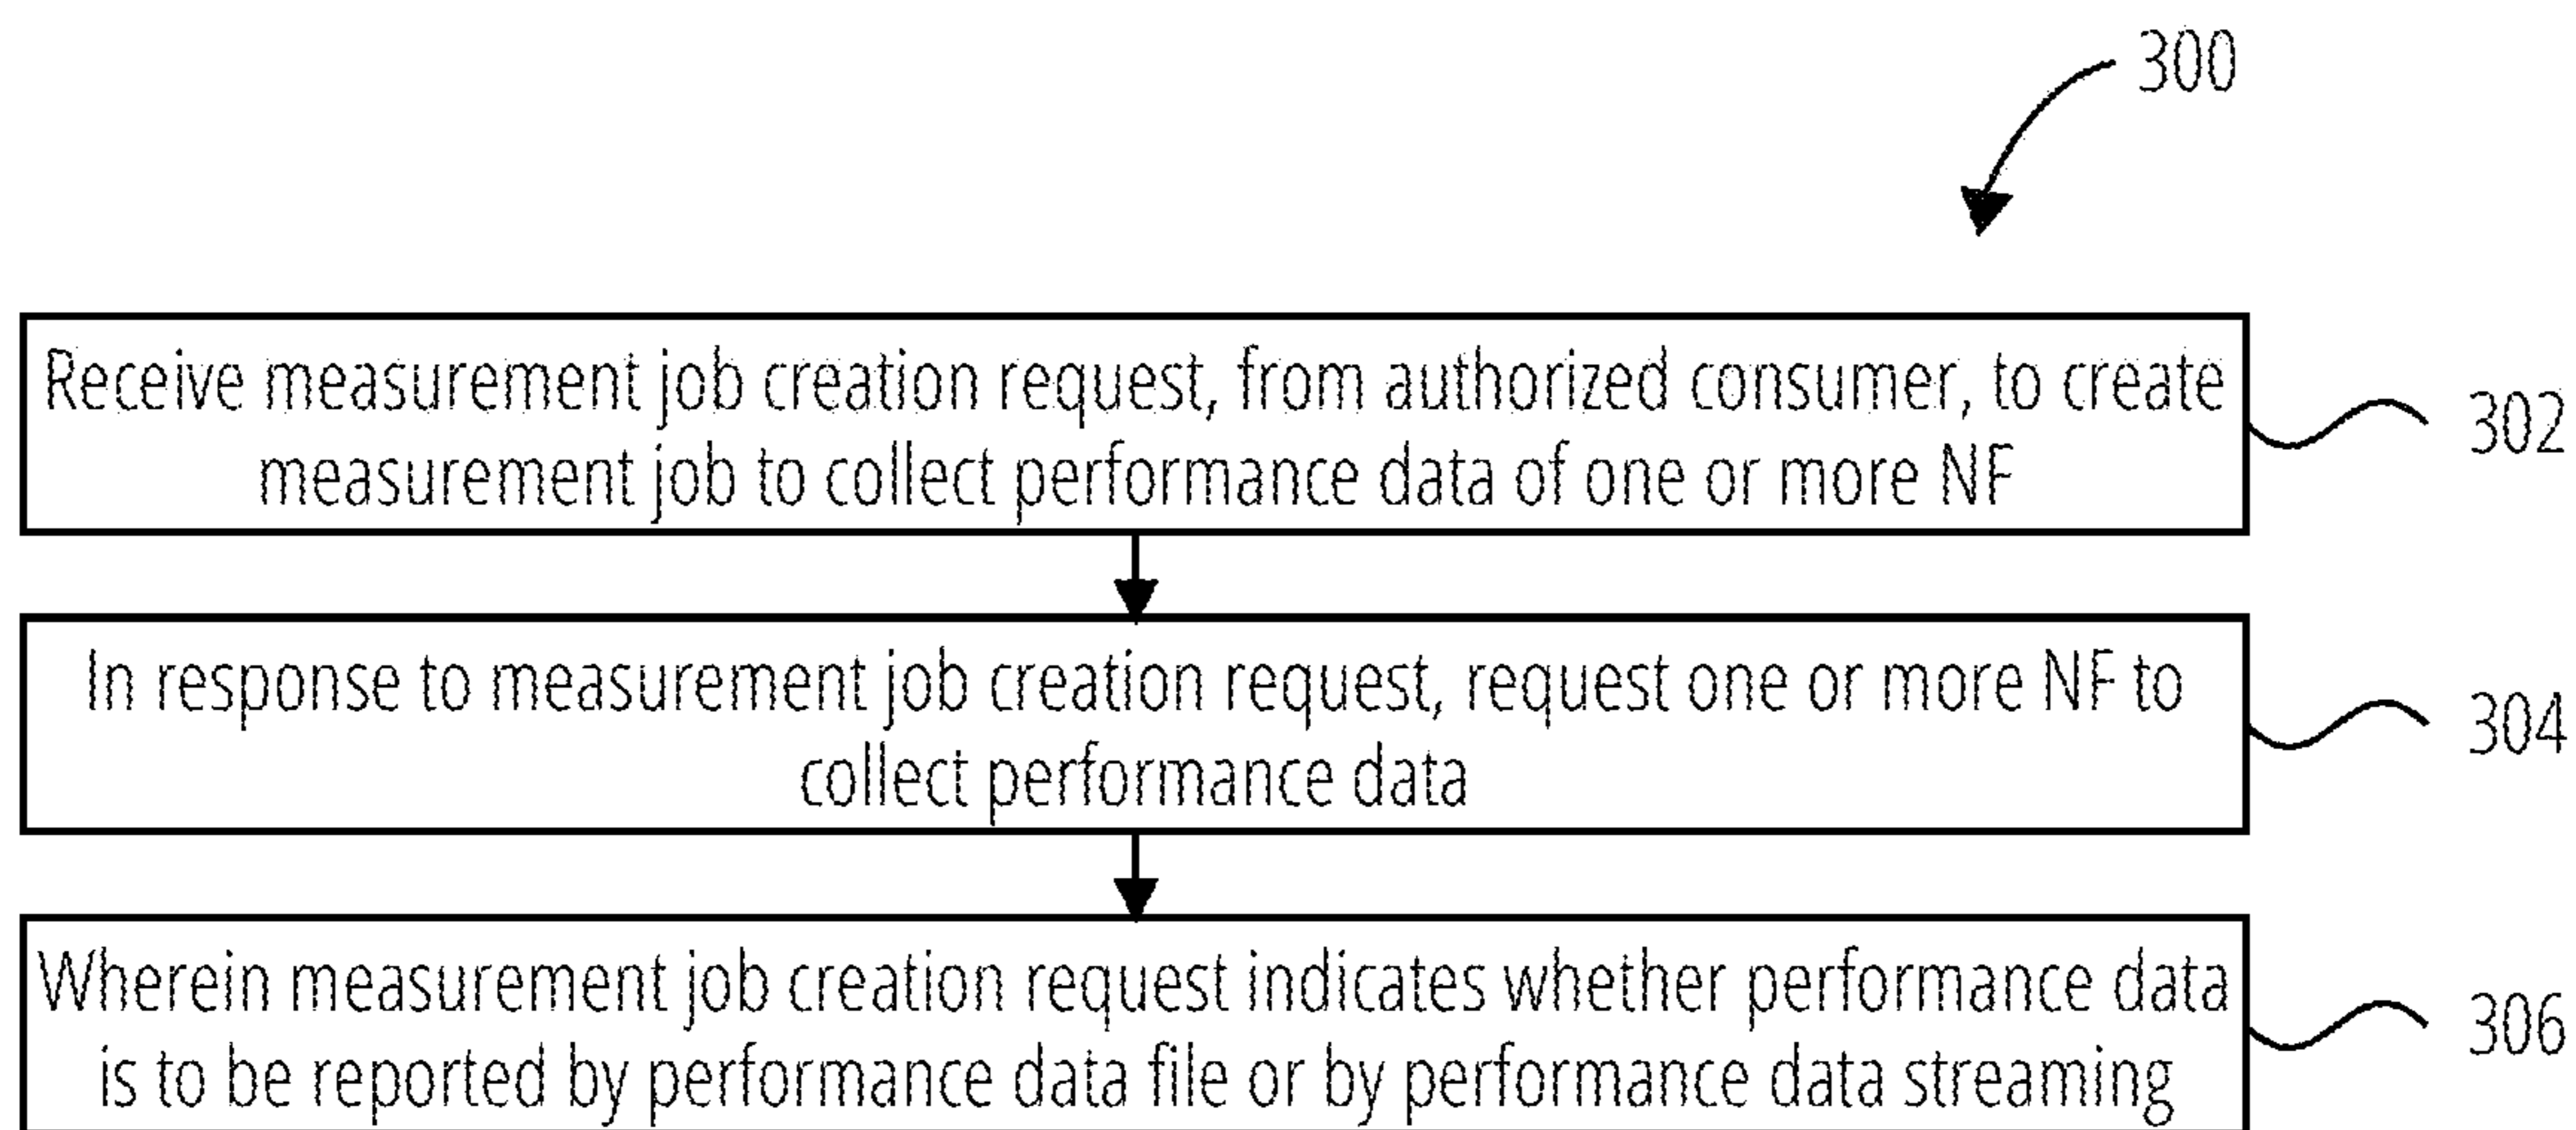 300
Receive measurement job creation request, from authorized consumer, to create
measurement job to collect performance data of one or more NF
302
In response to measurement job creation request, request one or more NF to
collect performance data
304
Wherein measurement job creation request indicates whether performance data
is to be reported by performance data file or by performance data streaming
306